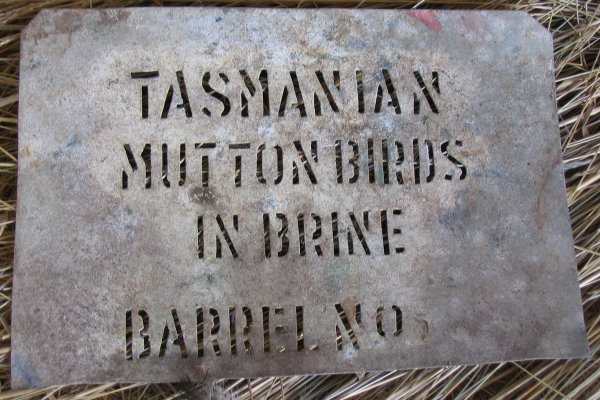 TASMANIAN
MUTTON BIRDS
IN BRINE
BARREL NO